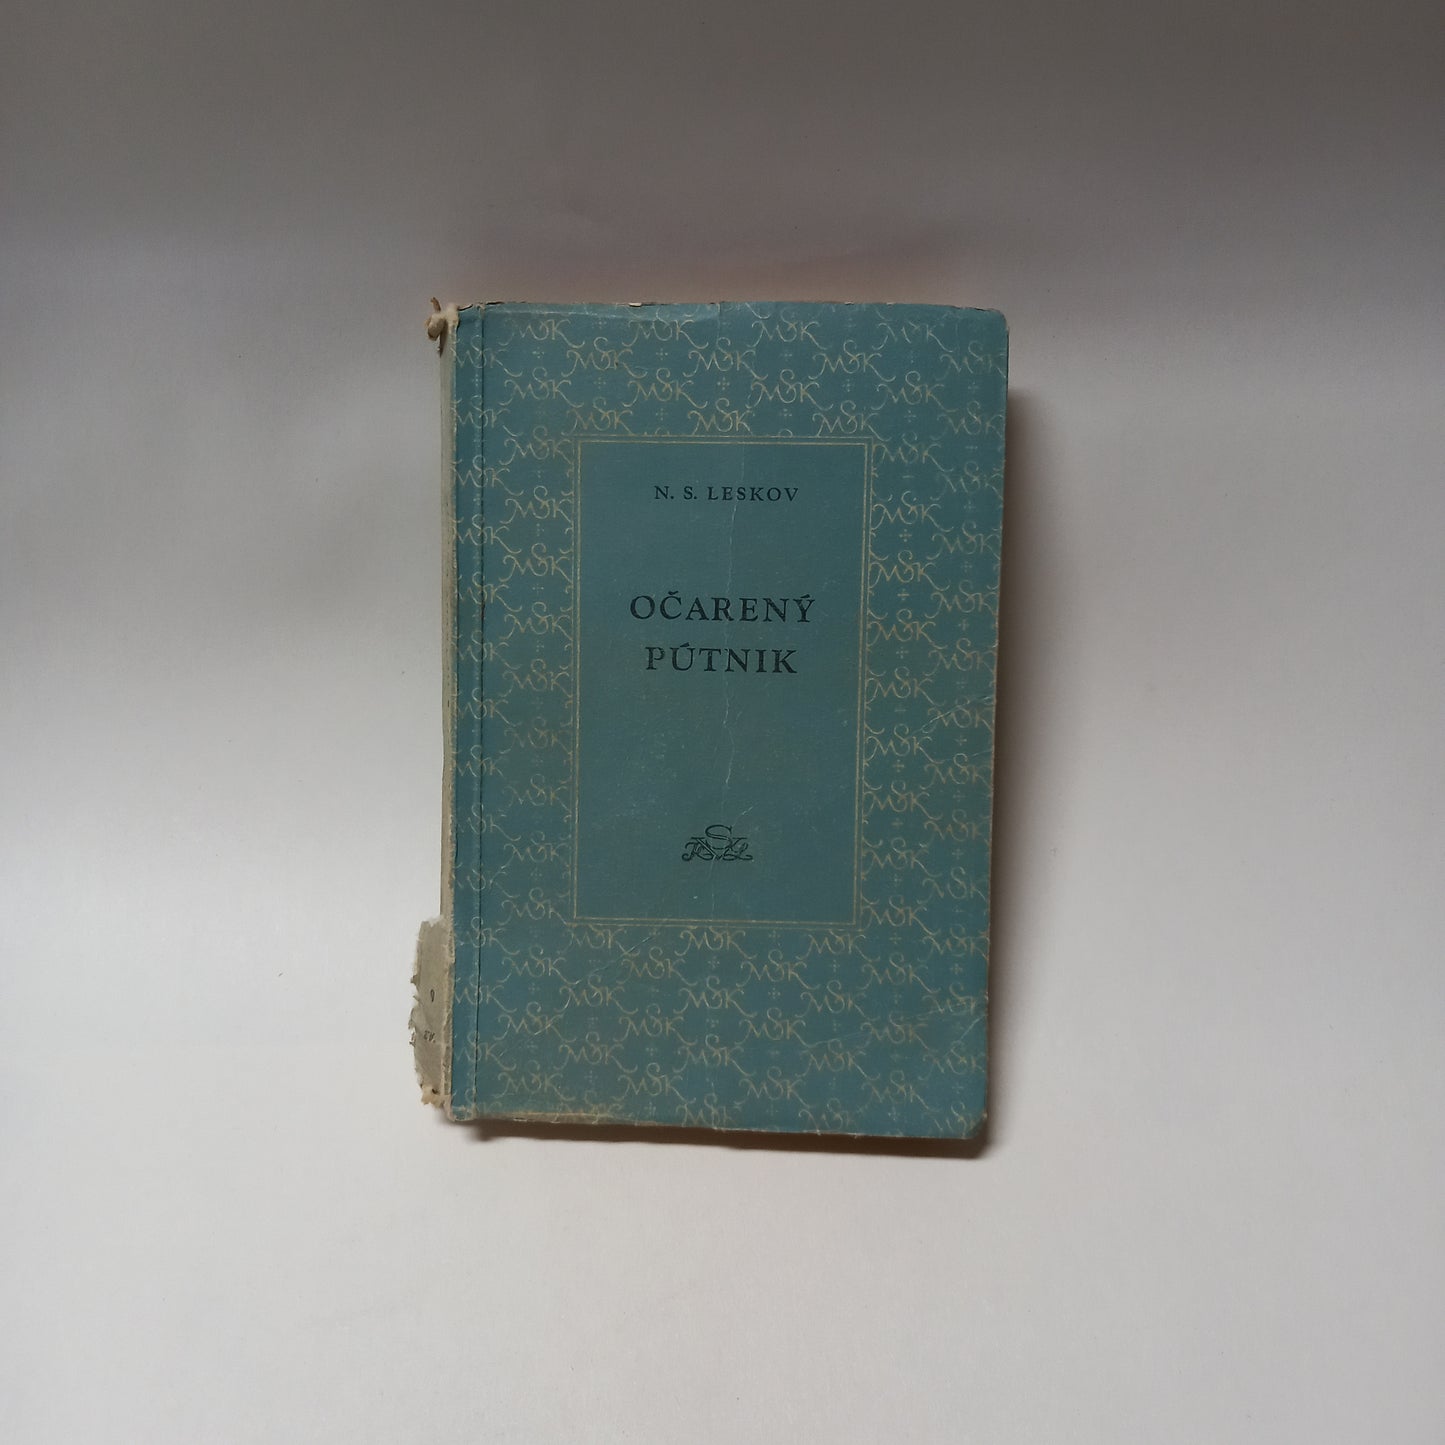 N. S. LESKOV
OČARENÝ
PÚTNIK